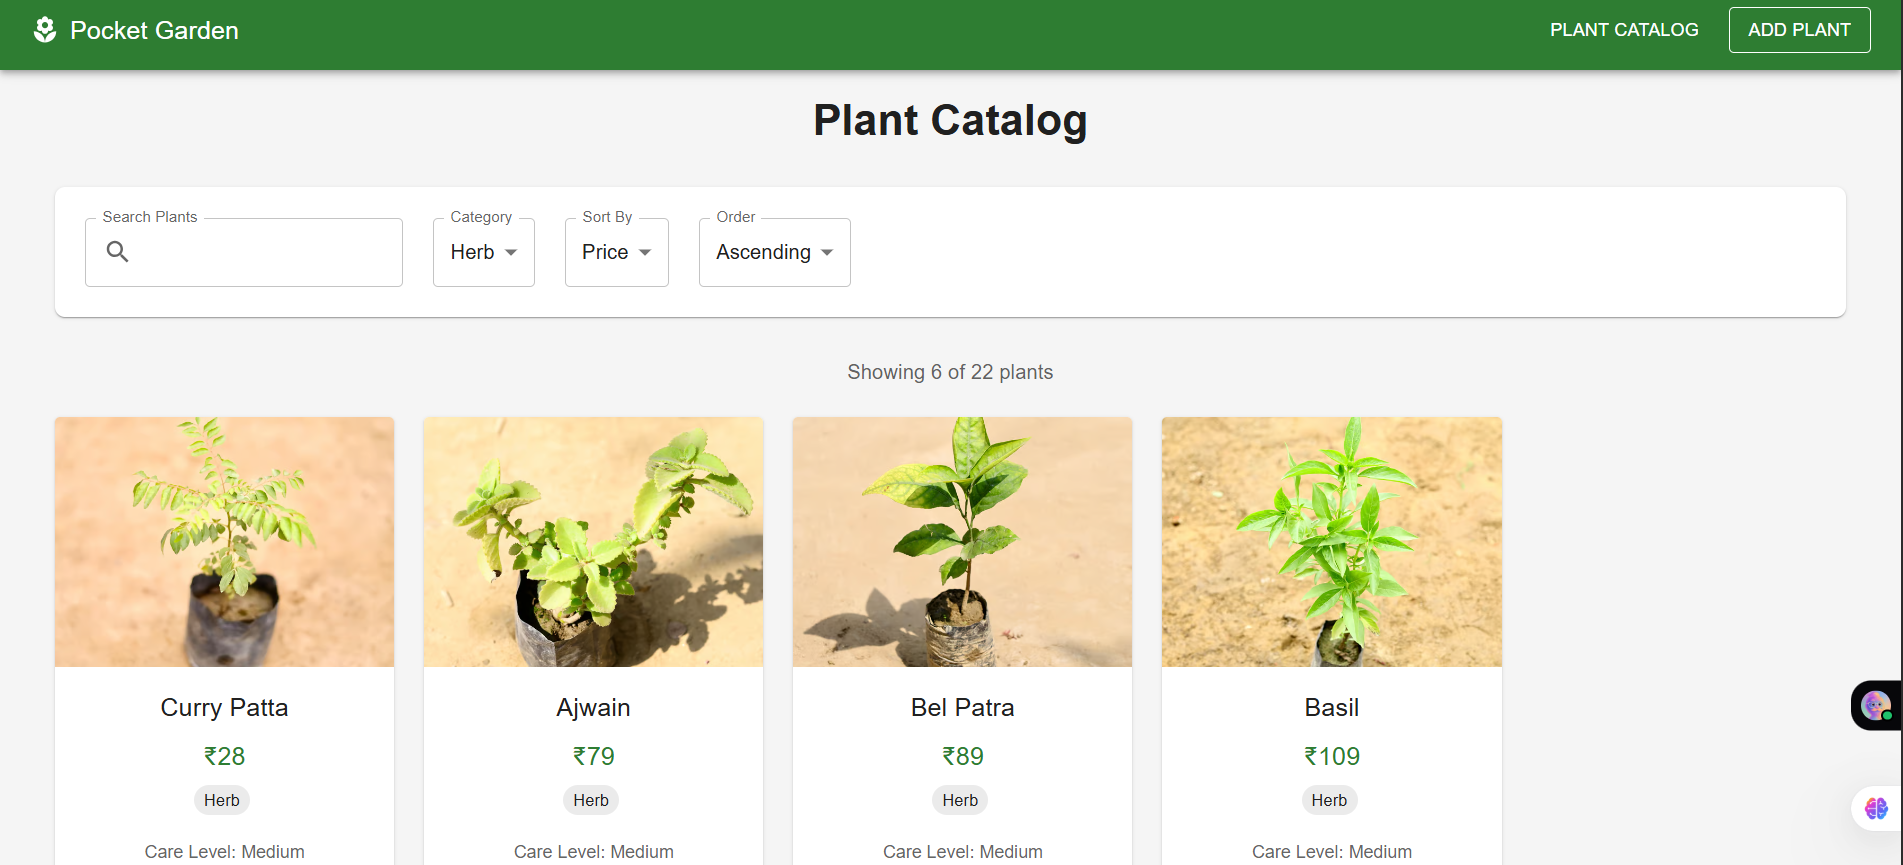 Pocket Garden
PLANT CATALOG
ADD PLANT
Plant Catalog
Search Plants
Category
Sort By
Order
Herb
Price
Ascending
Showing 6 of 22 plants
Curry Patta
Ajwain
Bel Patra
Basil
₹28
₹79
₹89
₹109
Herb
Herb
Herb
Herb
Care Level: Medium
Care Level: Medium
Care Level: Medium
Care Level: Medium